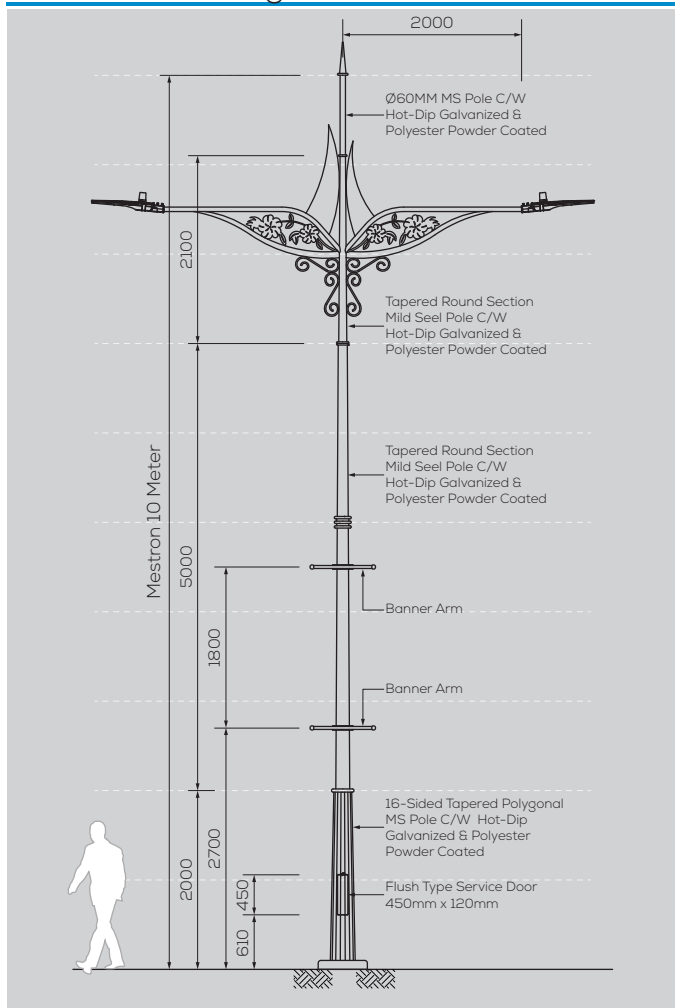 2000
Ø60MM MS Pole C/W
Hot-Dip Galvanized &
Polyester Powder Coated
2100
Tapered Round Section
Mild Seel Pole C/W
Hot-Dip Galvanized &
Polyester Powder Coated
Mestron 10 Meter
Tapered Round Section
Mild Seel Pole C/W
Hot-Dip Galvanized &
Polyester Powder Coated
5000
Banner Arm
1800
Banner Arm
16-Sided Tapered Polygonal
MS Pole C/W Hot-Dip
Galvanized & Polyester
Powder Coated
2000
2700
450
Flush Type Service Door
450mm x 120mm
610